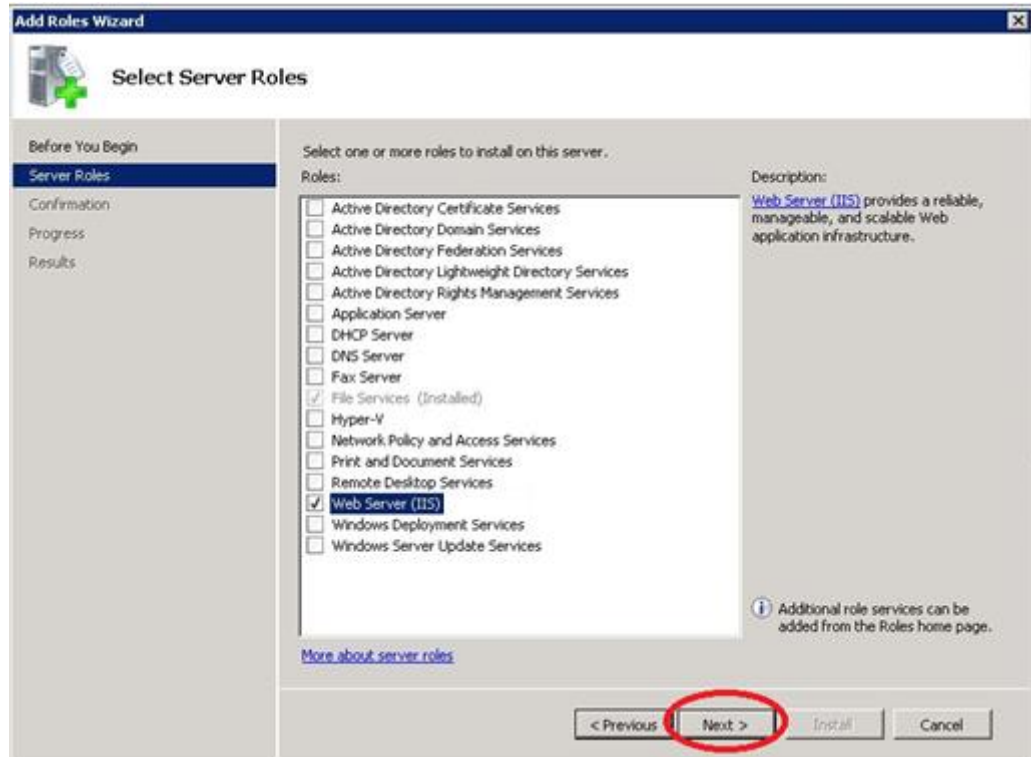 Add Roles Wizard
Select Server Roles
Before You Begin
Server Roles
Confirmation
Progress
Results
Select one or more roles to install on this server.
Roles:
Active Directory Certificate Services
Active Directory Domain Services
Active Directory Federation Services
Active Directory Lightweight Directory Services
Active Directory Rights Management Services
Application Server
DHCP Server
DNS Server
Fax Server
File Services (Installed)
Hyper-V
Network Policy and Access Services
Print and Document Services
Remote Desktop Services
Web Server (IIS)
Windows Deployment Services
Windows Server Update Services
More about server roles
Description:
Web Server (IIS) provides a reliable,
manageable, and scalable Web
application infrastructure.
Additional role services can be
added from the Roles home page.
< Previous
Next >
Install
Cancel